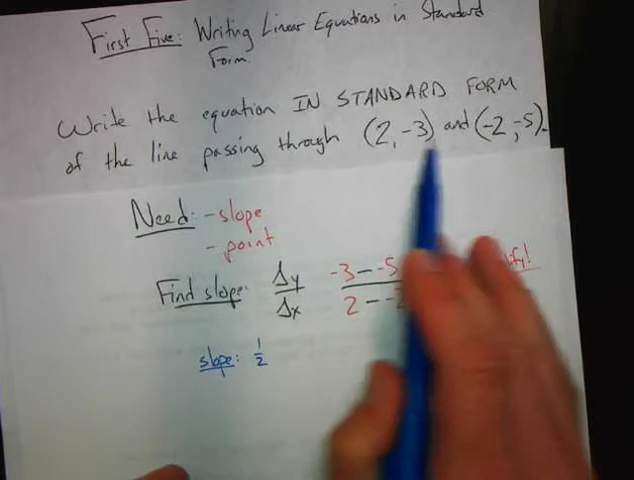 First Five: Writing Linear Equations in Standard
Form.
Write the equation IN STANDARD FORM
of the line passing through (2, -3) and (-2, -5).
Need: -slope
- point
Find slope: Δy -3 - -5
Δx 2 - -2
slope: 1/2